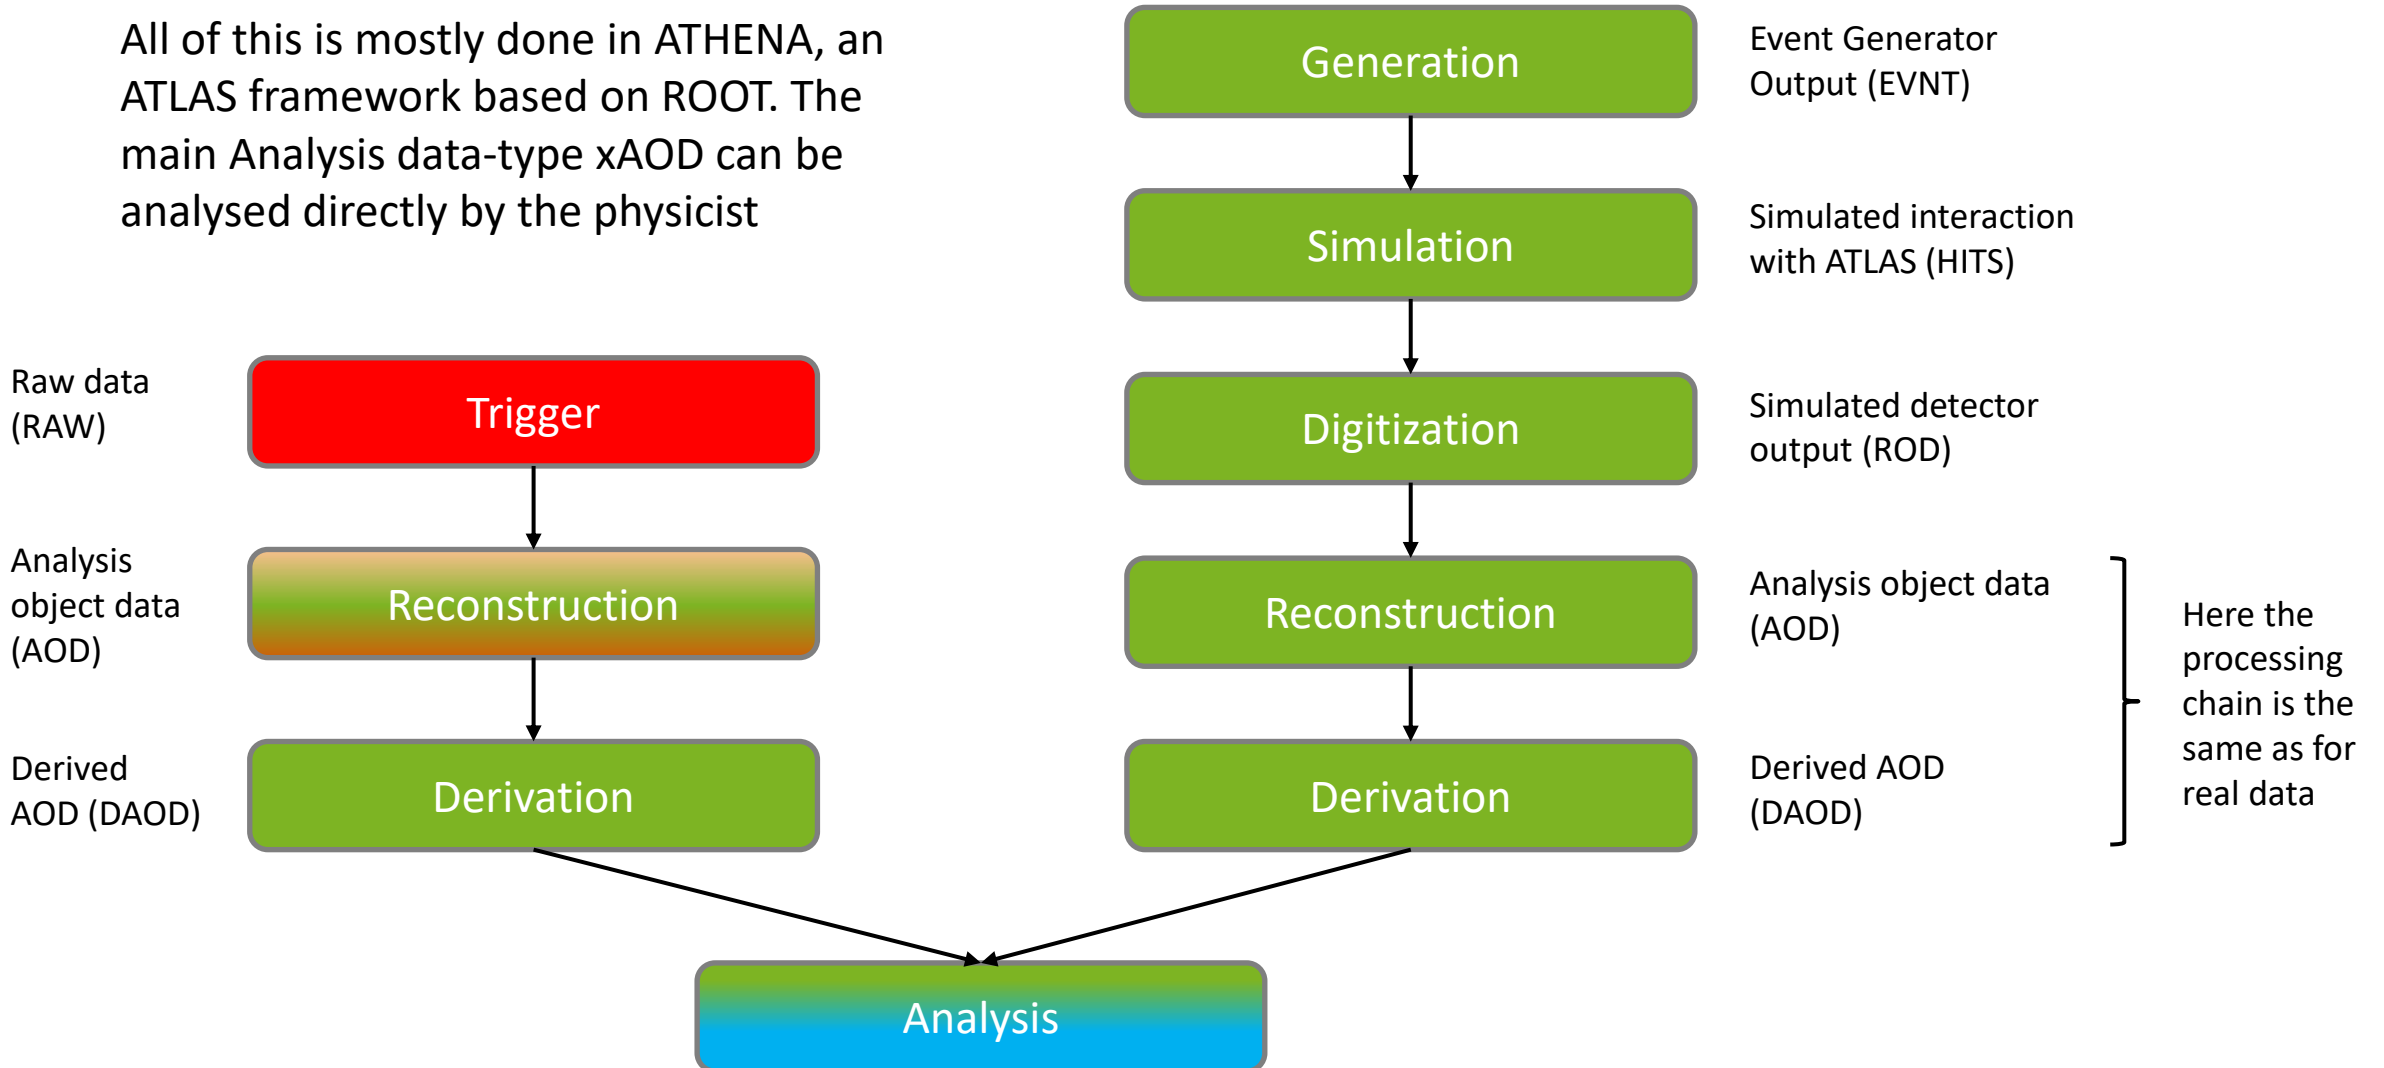 All of this is mostly done in ATHENA, an
ATLAS framework based on ROOT. The
main Analysis data-type xAOD can be
analysed directly by the physicist
Raw data
(RAW)
Trigger
Analysis
object data
(AOD)
Reconstruction
Derived
AOD (DAOD)
Derivation
Generation
Event Generator
Output (EVNT)
Simulation
Simulated interaction
with ATLAS (HITS)
Digitization
Simulated detector
output (ROD)
Reconstruction
Analysis object data
(AOD)
Derivation
Derived AOD
(DAOD)
Here the
processing
chain is the
same as for
real data
Analysis